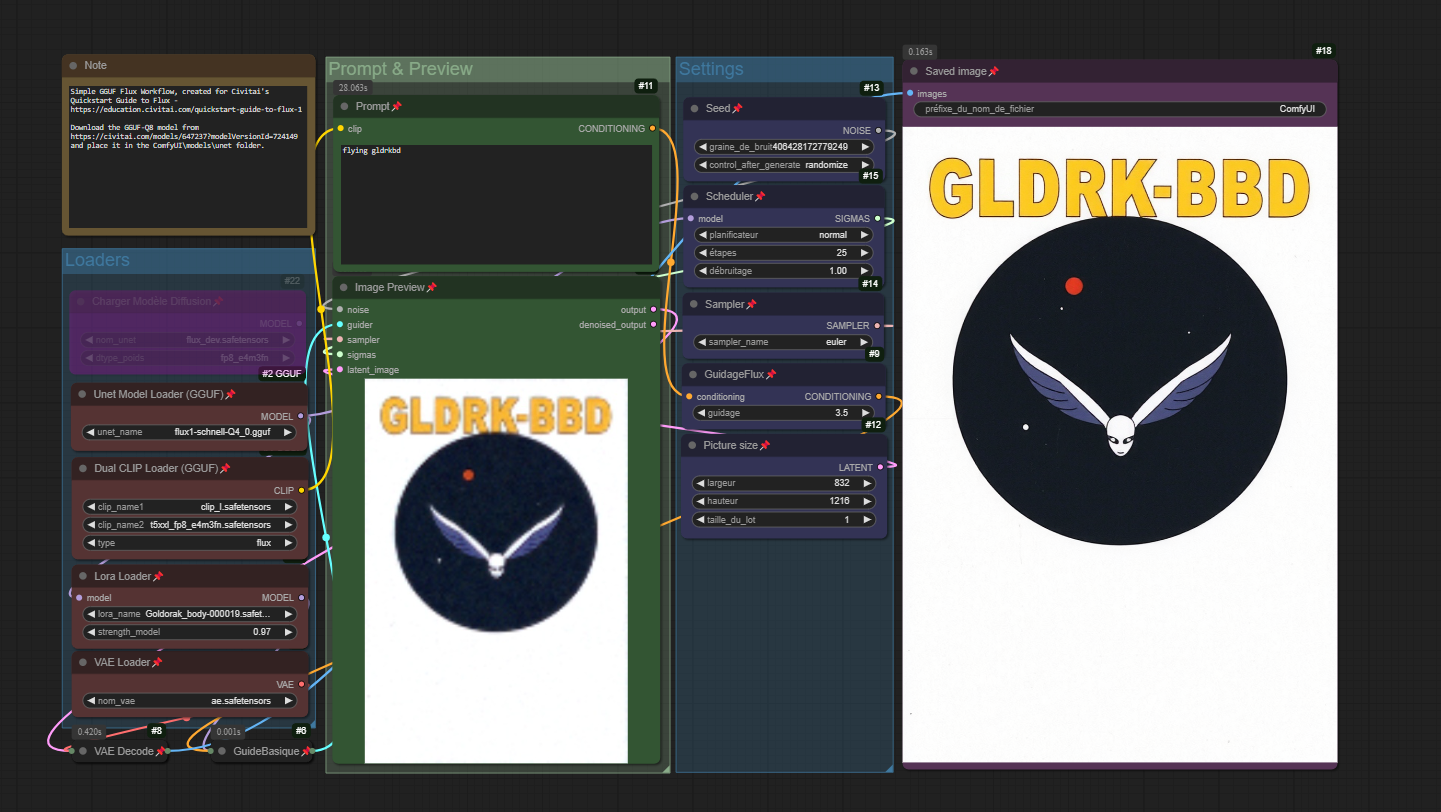 Note
Simple GGUF Flux Workflow, created for Civitai's
Quickstart Guide to Flux -
https://education.civitai.com/quickstart-guide-to-flux-1
Download the GGUF-Q8 model from
https://civitai.com/models/647237?modelVersionId=724149
and place it in the ComfyUI\models\unet folder.
Loaders
#22
Charger Modèle Diffusion
MODEL
nom_unet flux_dev.safetensors
dtype_poids fp8_e4m3fn
#2 GGUF
Unet Model Loader (GGUF)
MODEL
unet_name flux1-schnell-Q4_0.gguf
Dual CLIP Loader (GGUF)
CLIP
clip_name1 clip_l.safetensors
clip_name2 t5xxl_fp8_e4m3fn.safetensors
type flux
Lora Loader
model MODEL
lora_name Goldorak_body-000019.safet...
strength_model 0.97
VAE Loader
VAE
nom_vae ae.safetensors
0.420s #8
VAE Decode
0.001s #6
GuideBasique
Prompt & Preview
28.063s #11
Prompt
clip CONDITIONING
flying gldrkbd
Image Preview
noise output
guider denoised_output
sampler
sigmas
latent_image
GLDRK-BBD
Settings
#13
Seed
NOISE
graine_de_bruit 406428172779249
control_after_generate randomize
#15
Scheduler
model SIGMAS
planificateur normal
étapes 25
débruitage 1.00
#14
Sampler
SAMPLER
sampler_name euler
#9
GuidageFlux
conditioning CONDITIONING
guidage 3.5
#12
Picture size
LATENT
largeur 832
hauteur 1216
taille_du_lot 1
0.163s #18
Saved image
images
préfixe_du_nom_de_fichier ComfyUI
GLDRK-BBD